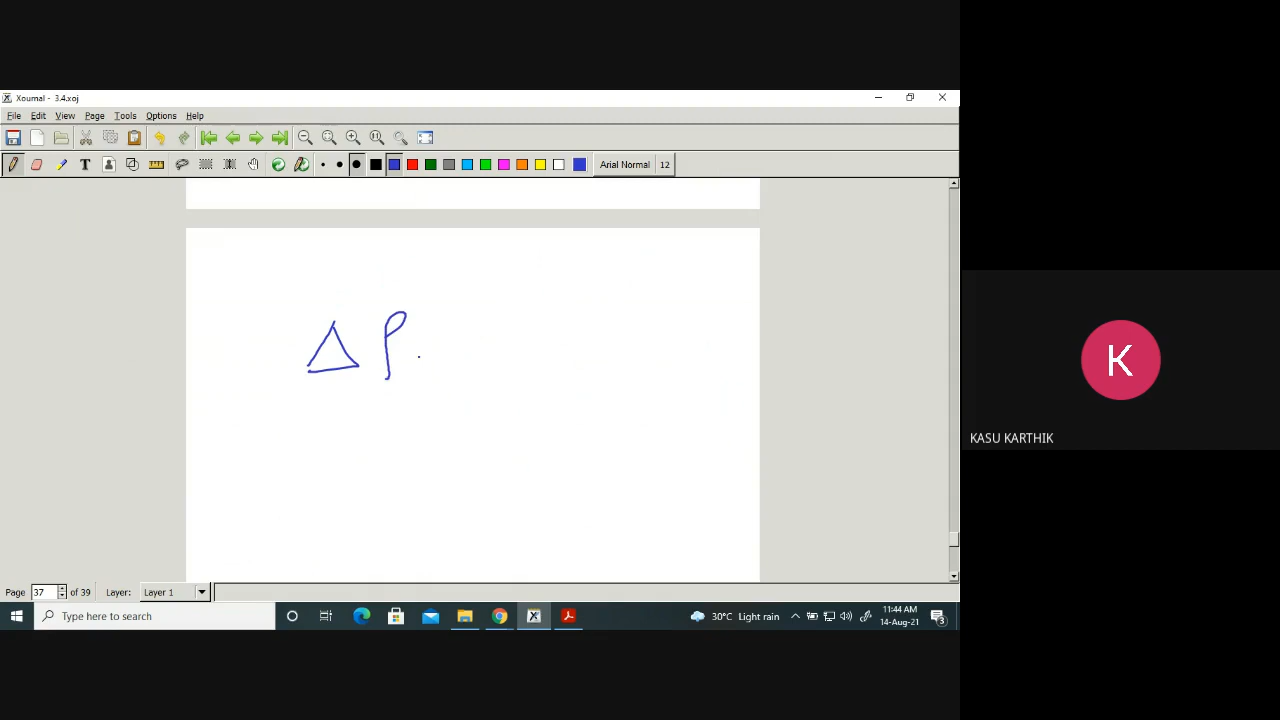 Xournal - 3.4.xoj
File Edit View Page Tools Options Help
Arial Normal 12
Δ P
K
KASU KARTHIK
Page 37 of 39 Layer: Layer 1
Type here to search
30°C Light rain
11:44 AM
14-Aug-21
3